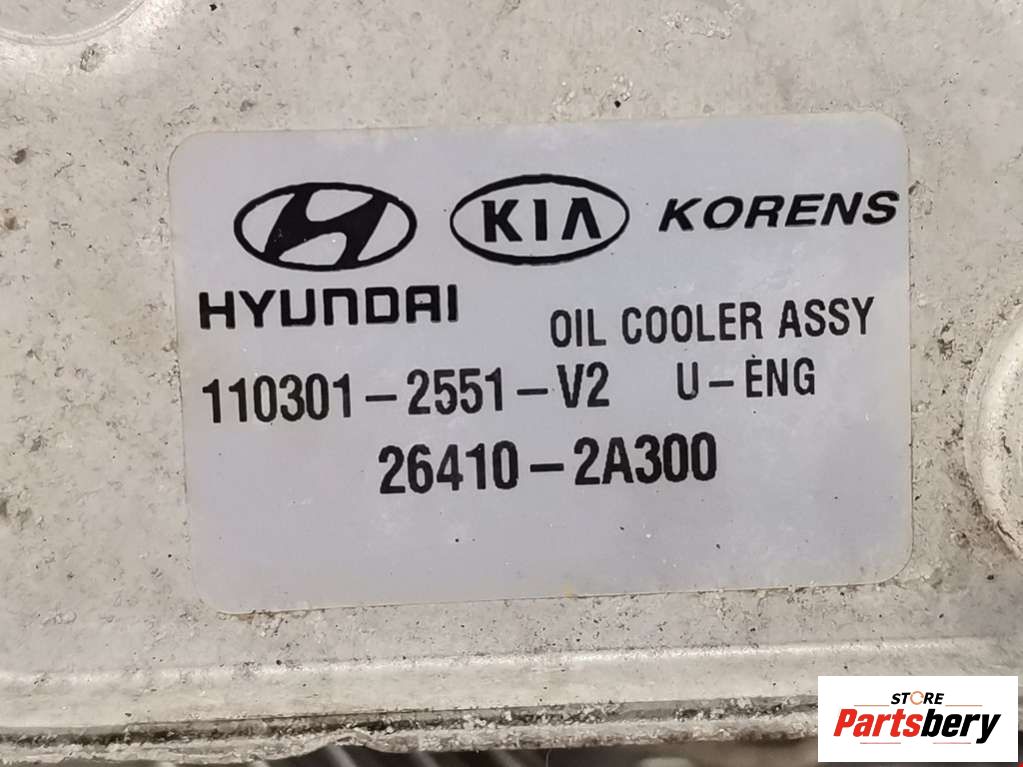 KIA KORENS
HYUNDAI
OIL COOLER ASSY
110301-2551-V2 U-ENG
26410-2A300
STORE
Partsbery